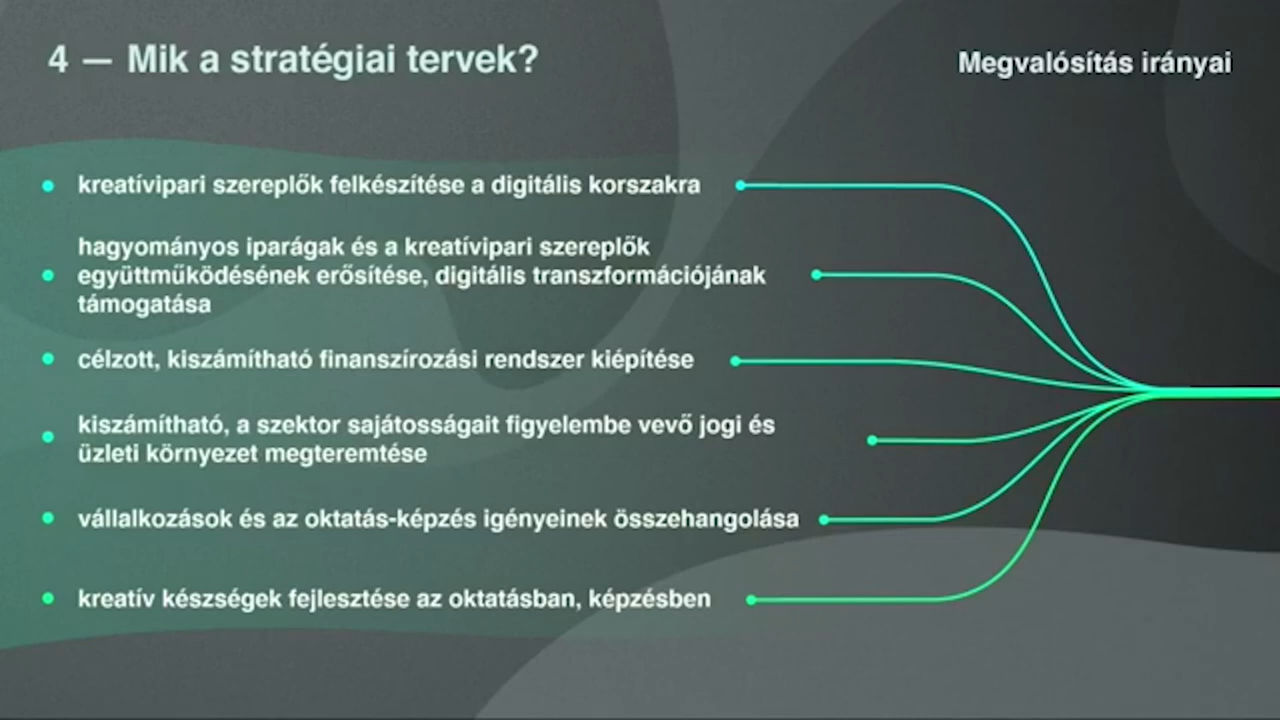 4 — Mik a stratégiai tervek?
Megvalósítás irányai
kreatívipari szereplők felkészítése a digitális korszakra
hagyományos iparágak és a kreatívipari szereplők
együttműködésének erősítése, digitális transzformációjának
támogatása
célzott, kiszámítható finanszírozási rendszer kiépítése
kiszámítható, a szektor sajátosságait figyelembe vevő jogi és
üzleti környezet megteremtése
vállalkozások és az oktatás-képzés igényeinek összehangolása
kreatív készségek fejlesztése az oktatásban, képzésben